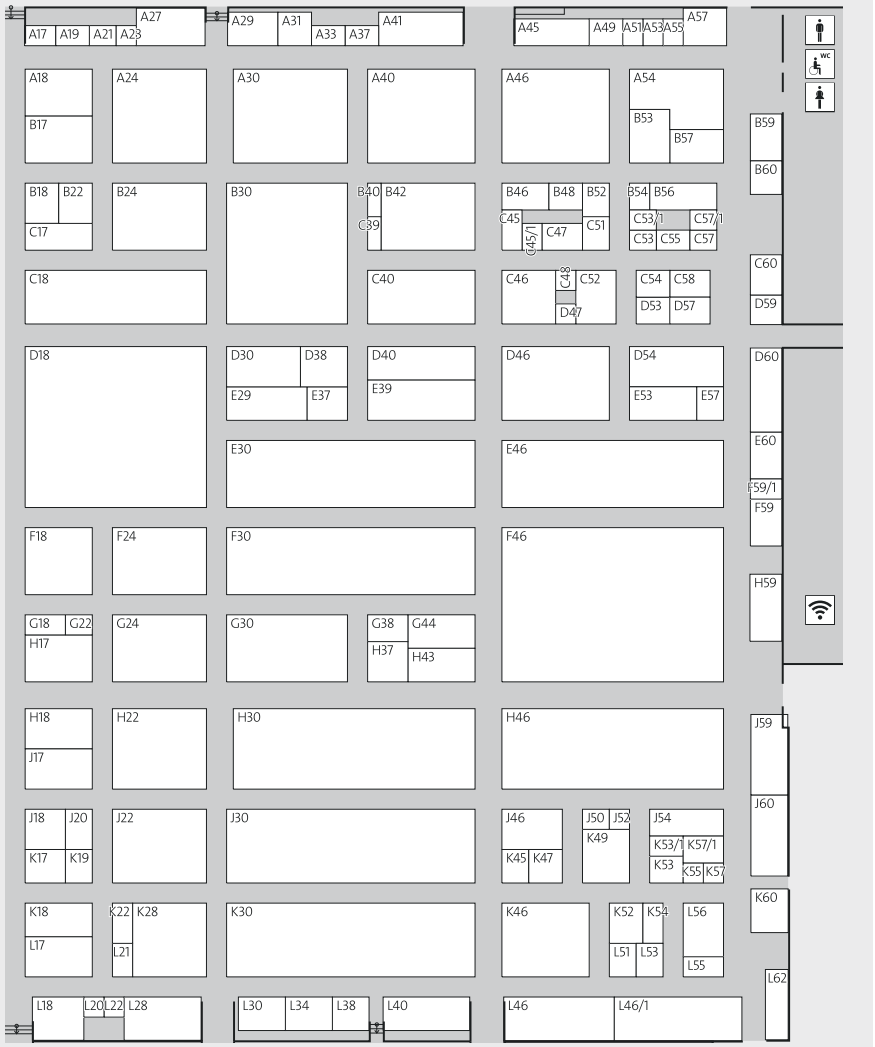 A17 A19 A21 A23 A27 A29 A31 A33 A37 A41 A45 A49 A51 A53 A55 A57
WC
A18 A24 A30 A40 A46 A54
B17 B53 B57 B59
B60
B18 B22 B24 B30 B40 B42 B46 B48 B52 B54 B56
C17 C39 C45 C45/1 C47 C51 C53/1 C57/1
C53 C55 C57
C18 C40 C46 C48 C52 C54 C58 C60
D47 D53 D57 D59
D18 D30 D38 D40 D46 D54 D60
E29 E37 E39 E53 E57
E30 E46 E60
F59/1
F59
F18 F24 F30 F46
H59
G18 G22 G24 G30 G38 G44
H17 H37 H43
H18 H22 H30 H46 J59
J17
J60
J18 J20 J22 J30 J46 J50 J52 J54
K49 K53/1 K57/1
K17 K19 K45 K47 K53 K55 K57
K60
K18 K22 K28 K30 K46 K52 K54 L56
L17 L21 L51 L53 L55
L62
L18 L20 L22 L28 L30 L34 L38 L40 L46 L46/1